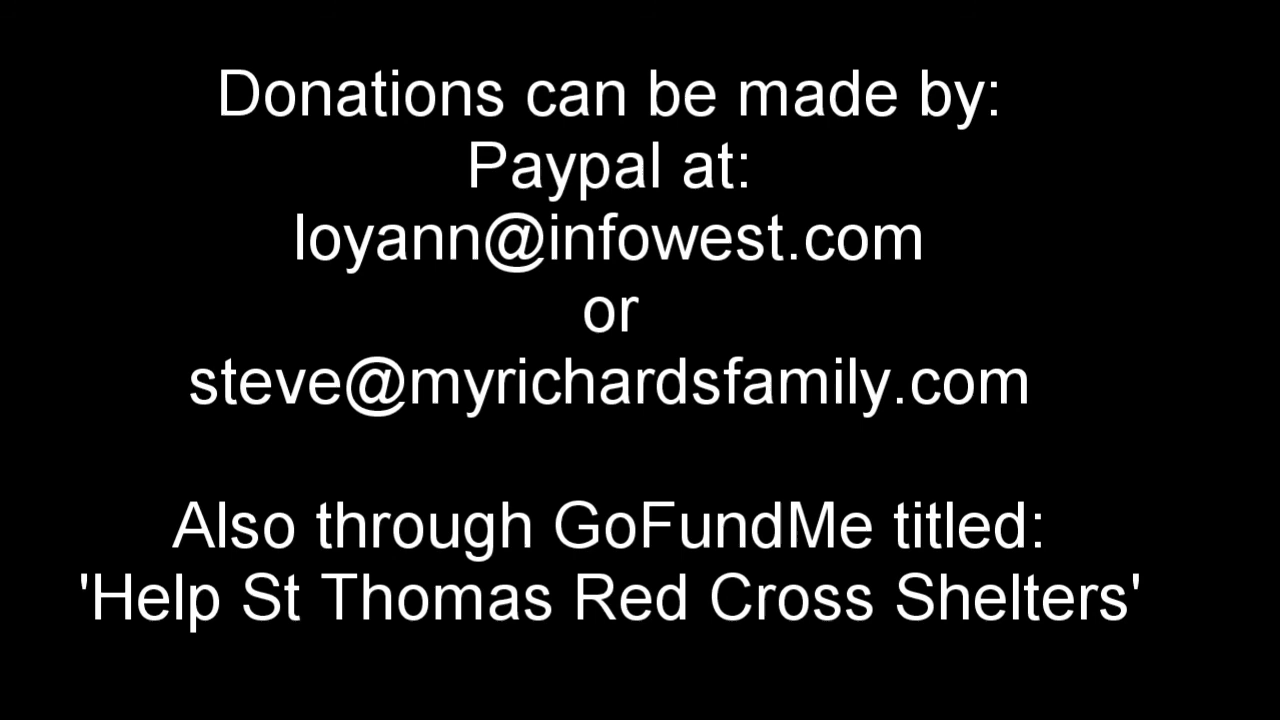 Donations can be made by:
Paypal at:
loyann@infowest.com
or
steve@myrichardsfamily.com
Also through GoFundMe titled:
'Help St Thomas Red Cross Shelters'